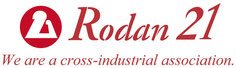 Rodan 21
We are a cross-industrial association.